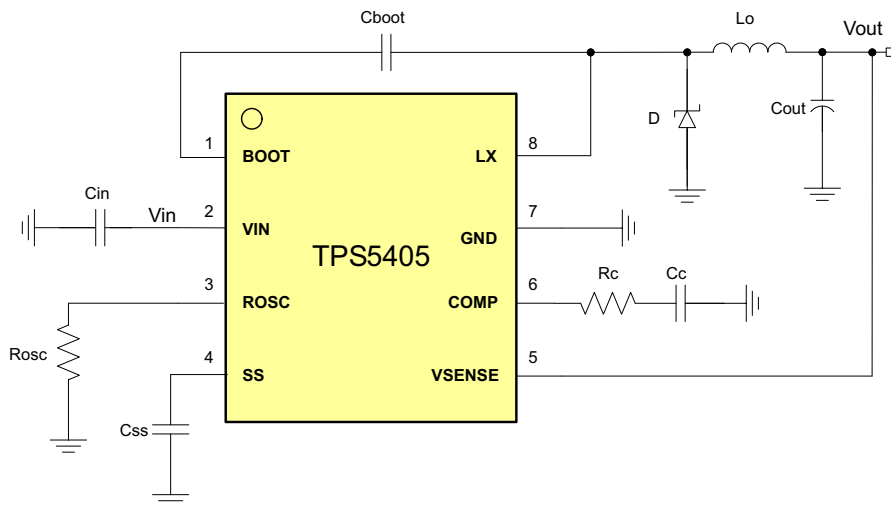 Cboot
Lo
Vout
D
Cout
1
BOOT
LX
8
Cin
Vin
2
VIN
GND
7
TPS5405
3
ROSC
COMP
6
Rc
Cc
Rosc
4
SS
VSENSE
5
Css